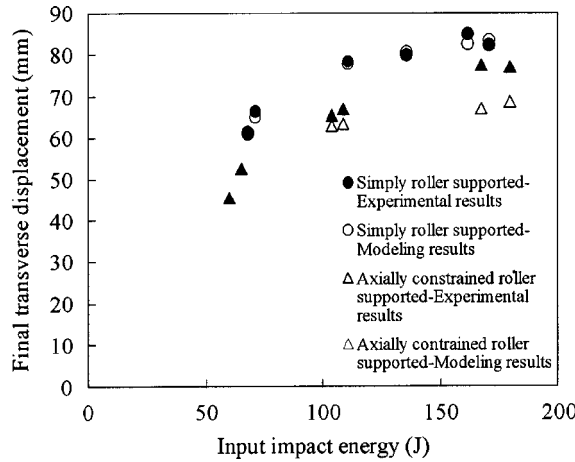 Final transverse displacement (mm)
90
80
70
60
50
40
30
20
10
0
0
50
100
150
200
Input impact energy (J)
Simply roller supported-
Experimental results
Simply roller supported-
Modeling results
Axially constrained roller
supported-Experimental
results
Axially contrained roller
supported-Modeling results